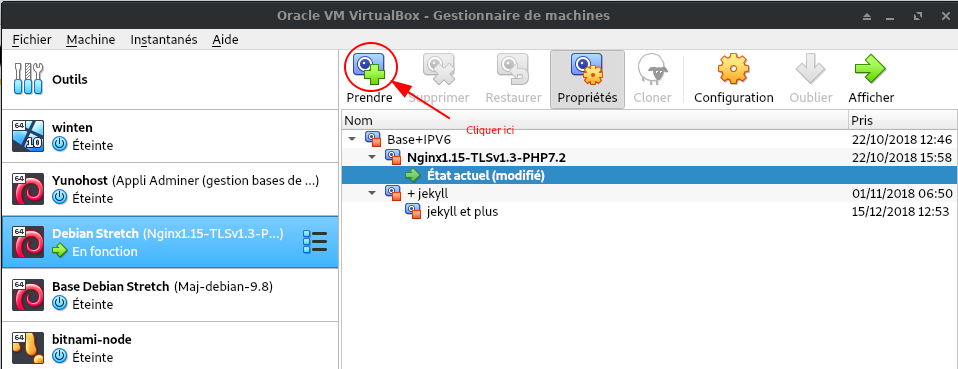 Oracle VM VirtualBox - Gestionnaire de machines
Fichier Machine Instantanés Aide
Outils
64
winten
10
Éteinte
64
Yunohost (Appli Adminer (gestion bases de ...)
Éteinte
64
Debian Stretch (Nginx1.15-TLSv1.3-P...)
En fonction
64
Base Debian Stretch (Maj-debian-9.8)
Éteinte
64
bitnami-node
Éteinte
Prendre Supprimer Restaurer Propriétés Cloner Configuration Oublier Afficher
Cliquer ici
Nom Pris
Base+IPV6 22/10/2018 12:46
Nginx1.15-TLSv1.3-PHP7.2 22/10/2018 15:58
État actuel (modifié)
+ jekyll 01/11/2018 06:50
jekyll et plus 15/12/2018 12:53